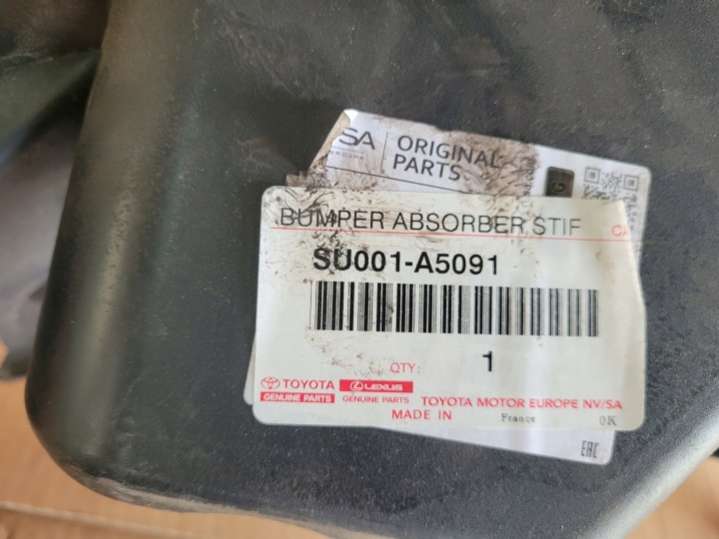 SA ORIGINAL
PARTS
BUMPER ABSORBER STIF
SU001-A5091
QTY: 1
TOYOTA LEXUS
GENUINE PARTS GENUINE PARTS TOYOTA MOTOR EUROPE NV/SA
MADE IN France OK
EAC